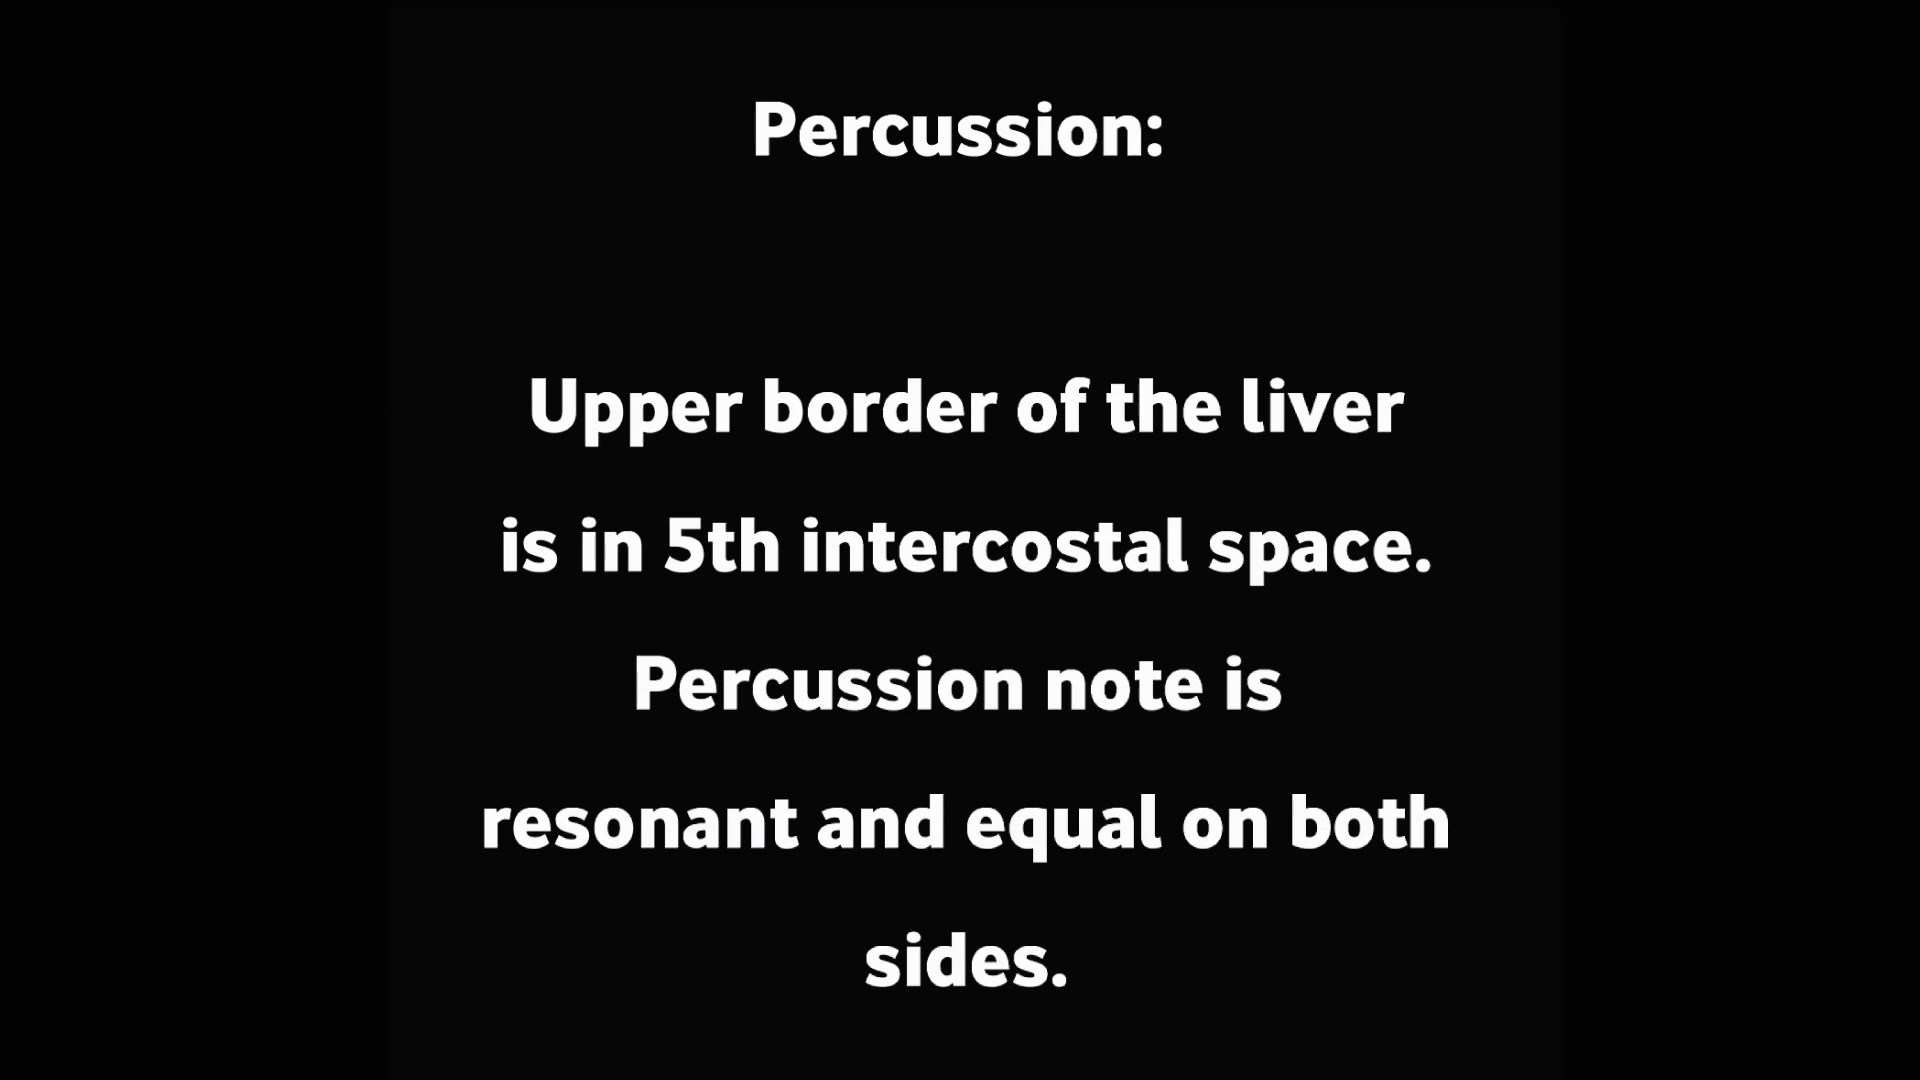 Percussion:
Upper border of the liver
is in 5th intercostal space.
Percussion note is
resonant and equal on both
sides.